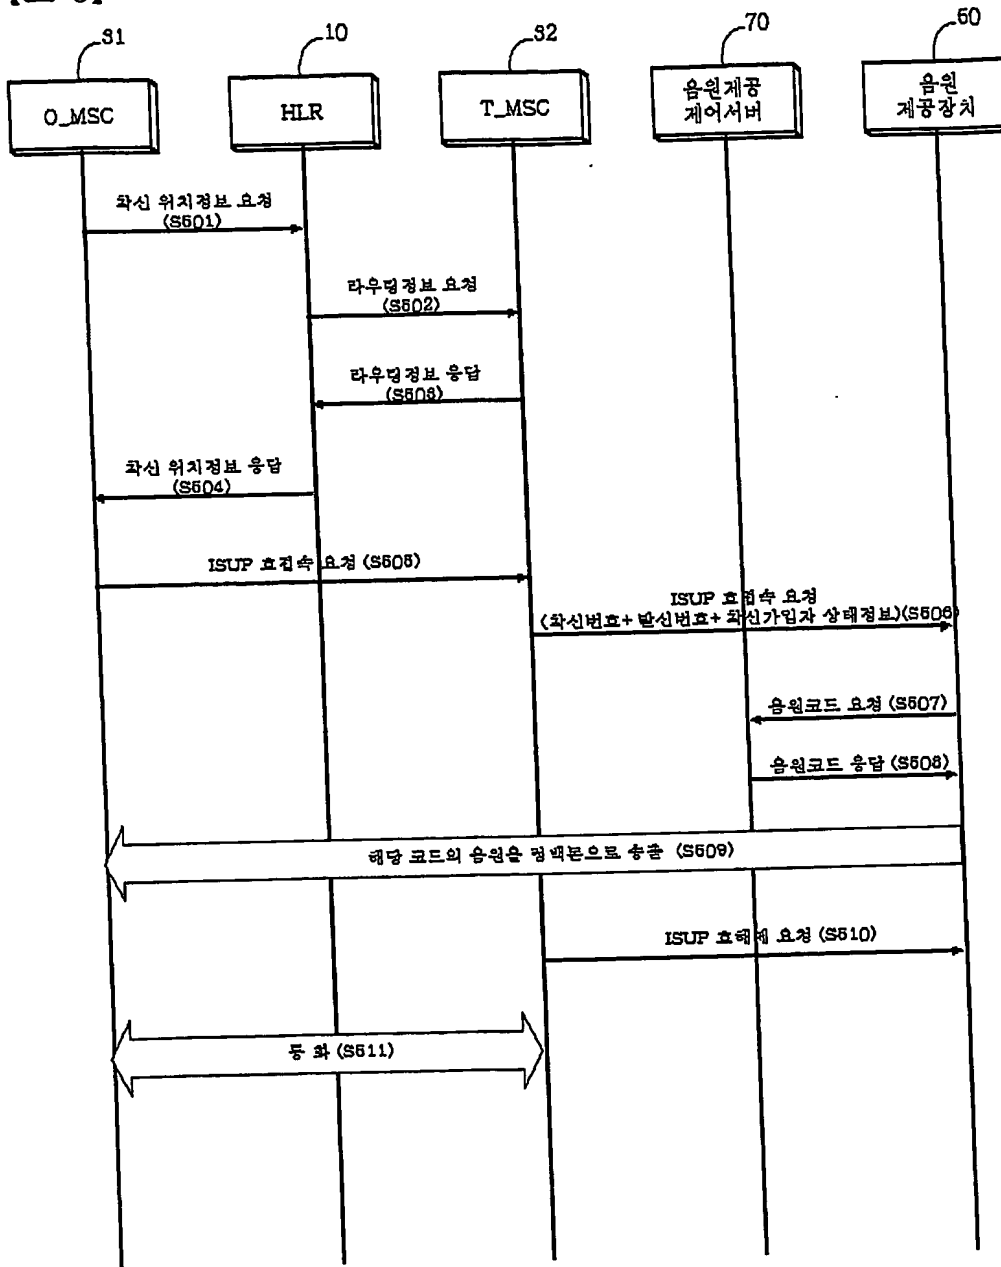 31
10
32
70
50
O_MSC
HLR
T_MSC
음원제공
제어서버
음원
제공장치
착신 위치정보 요청
(S501)
라우팅정보 요청
(S502)
라우팅정보 응답
(S503)
착신 위치정보 응답
(S504)
ISUP 호접속 요청 (S505)
ISUP 호접속 요청
(착신번호+ 발신번호+ 착신가입자 상태정보)(S506)
음원코드 요청 (S507)
음원코드 응답 (S508)
해당 코드의 음원을 링백톤으로 송출 (S509)
ISUP 호해제 요청 (S510)
통 화 (S511)